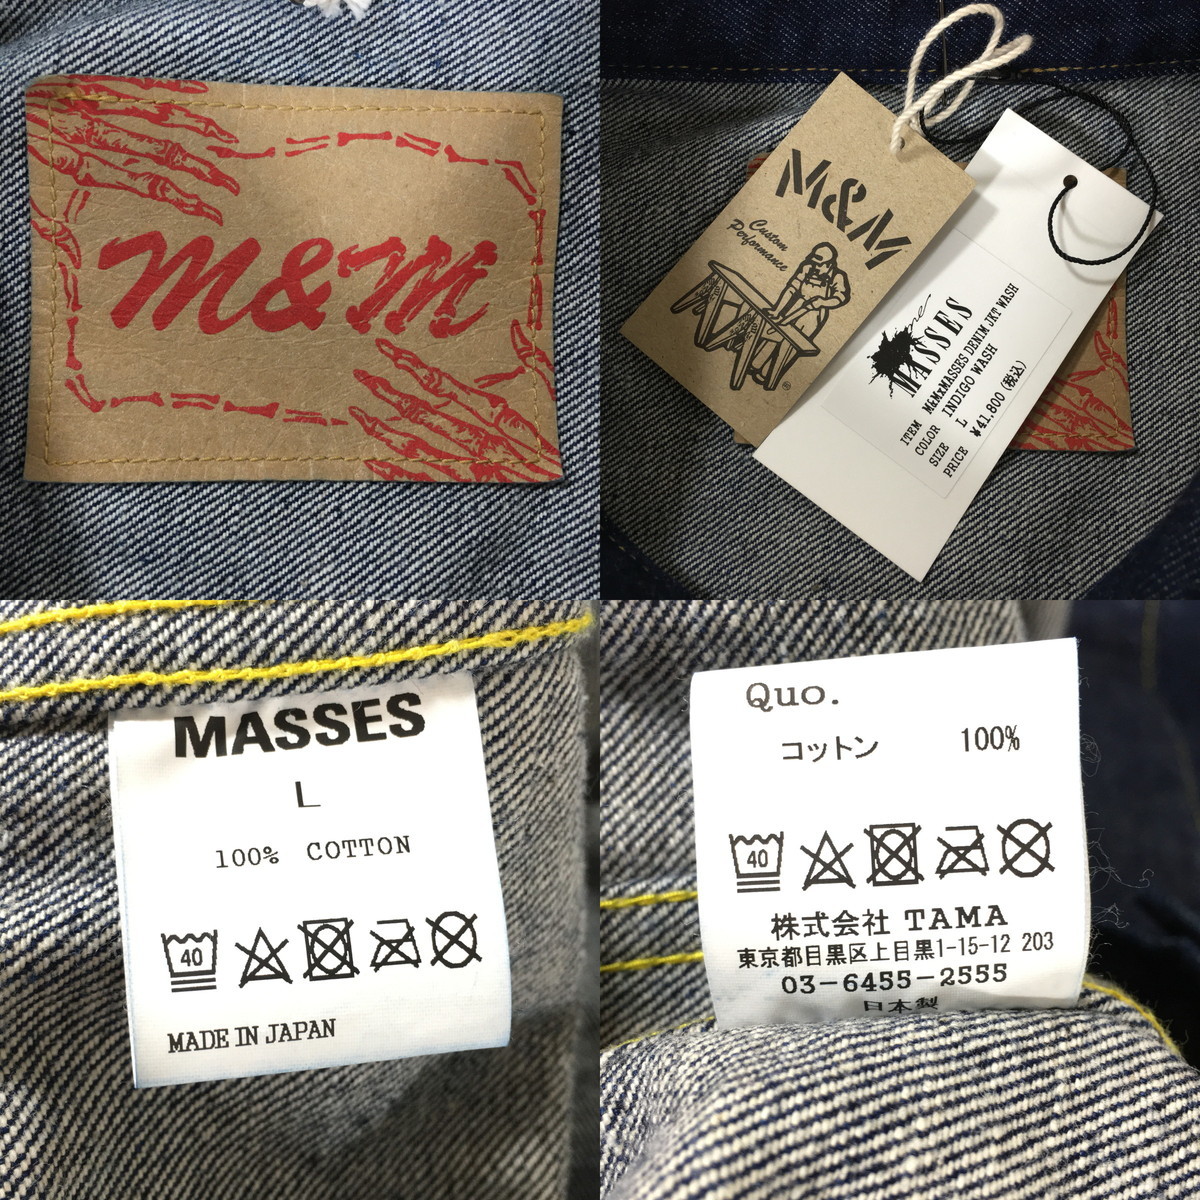 M&M
M&M
Custom
Performance
®
the
MASSES
ITEM M&MxMASSES DENIM JKT WASH
COLOR INDIGO WASH
SIZE L
PRICE ¥41,800 (税込)
MASSES
L
100% COTTON
40
MADE IN JAPAN
Quo.
コットン 100%
40
株式会社 TAMA
東京都目黒区上目黒1-15-12 203
03-6455-2555
日本製